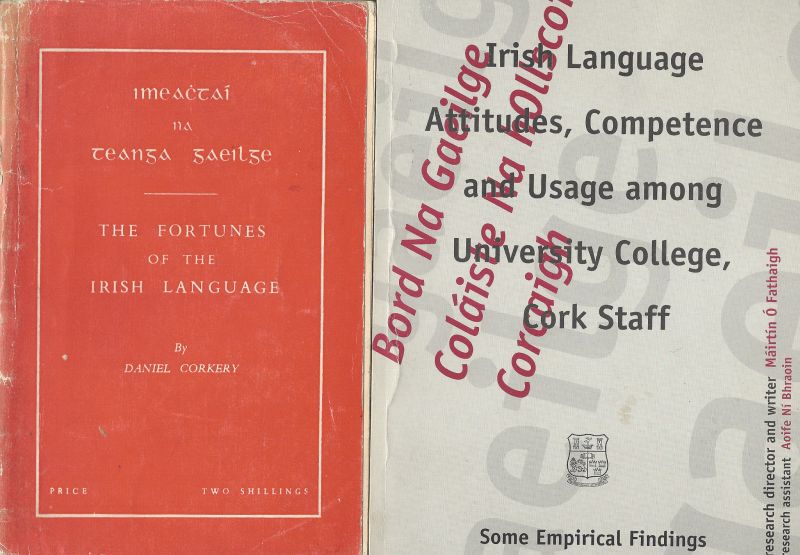 imeaċtaí
na
teanga gaeilge
THE FORTUNES
OF THE
IRISH LANGUAGE
By
DANIEL CORKERY
PRICE TWO SHILLINGS
Irish Language
Attitudes, Competence
and Usage among
University College,
Cork Staff
Bord Na Gaeilge
Coláiste Na hOllscoi
Corcaigh
research director and writer Máirtín Ó Fathaigh
research assistant Aoife Ní Bhraoin
Some Empirical Findings